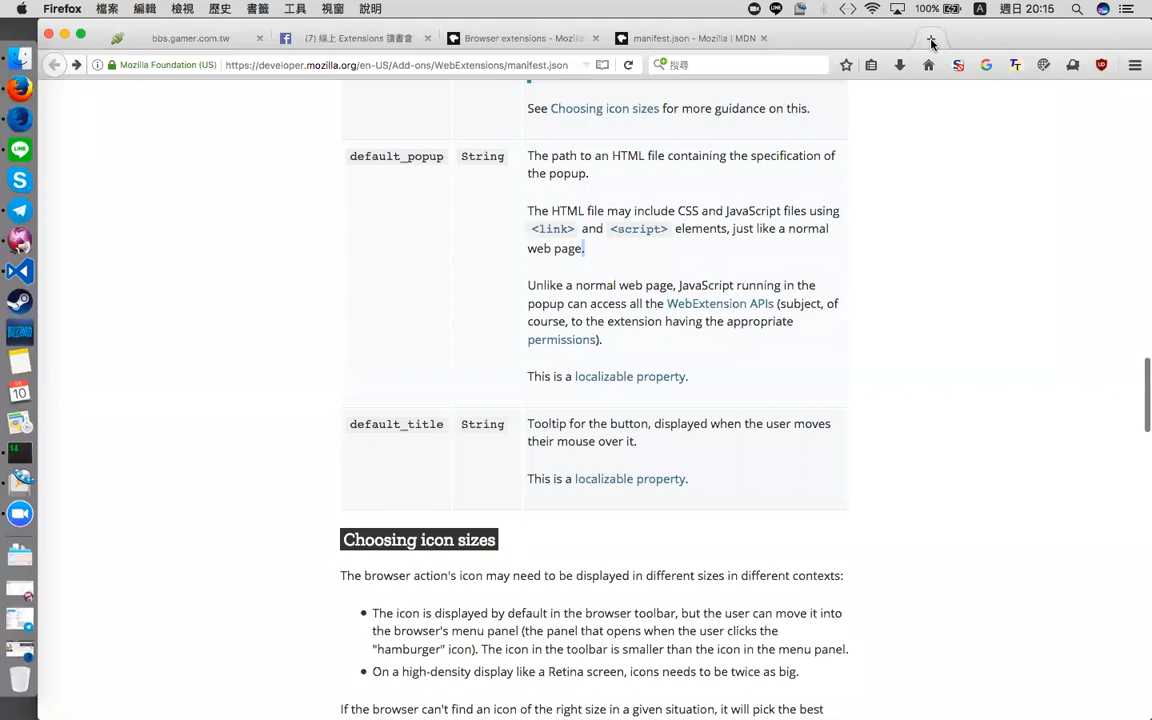 Firefox 檔案 編輯 檢視 歷史 書籤 工具 視窗 說明 100% 週日 20:15
bbs.gamer.com.tw (7) 線上 Extensions 讀書會 Browser extensions - Mozilla manifest.json - Mozilla | MDN
Mozilla Foundation (US) https://developer.mozilla.org/en-US/Add-ons/WebExtensions/manifest.json 搜尋
See Choosing icon sizes for more guidance on this.
default_popup String The path to an HTML file containing the specification of
the popup.
The HTML file may include CSS and JavaScript files using
<link> and <script> elements, just like a normal
web page.
Unlike a normal web page, JavaScript running in the
popup can access all the WebExtension APIs (subject, of
course, to the extension having the appropriate
permissions).
This is a localizable property.
default_title String Tooltip for the button, displayed when the user moves
their mouse over it.
This is a localizable property.
Choosing icon sizes
The browser action's icon may need to be displayed in different sizes in different contexts:
The icon is displayed by default in the browser toolbar, but the user can move it into
the browser's menu panel (the panel that opens when the user clicks the
"hamburger" icon). The icon in the toolbar is smaller than the icon in the menu panel.
On a high-density display like a Retina screen, icons needs to be twice as big.
If the browser can't find an icon of the right size in a given situation, it will pick the best